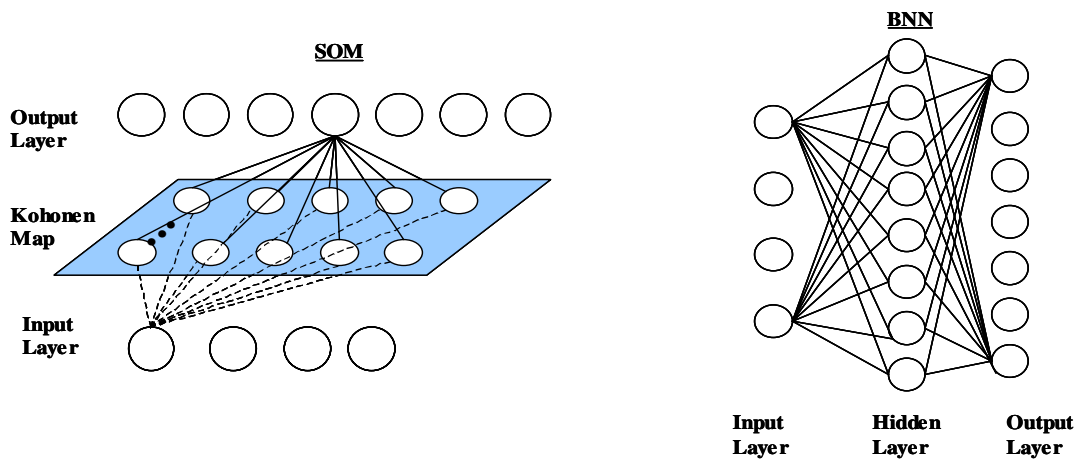 SOM
Output
Layer
Kohonen
Map
Input
Layer
BNN
Input
Layer
Hidden
Layer
Output
Layer